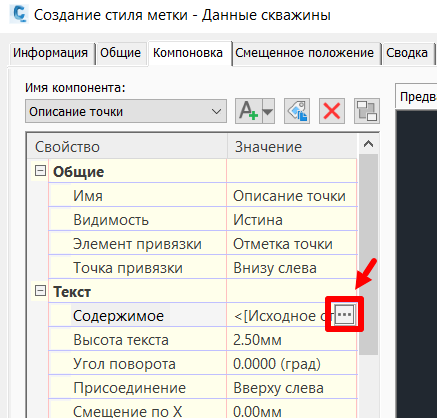 Создание стиля метки - Данные скважины
Информация Общие Компоновка Смещенное положение Сводка
Имя компонента:
Описание точки
Предва
Свойство Значение
Общие
Имя Описание точки
Видимость Истина
Элемент привязки Отметка точки
Точка привязки Внизу слева
Текст
Содержимое <[Исходное о ...
Высота текста 2.50мм
Угол поворота 0.0000 (град)
Присоединение Вверху слева
Смещение по X 0.00мм